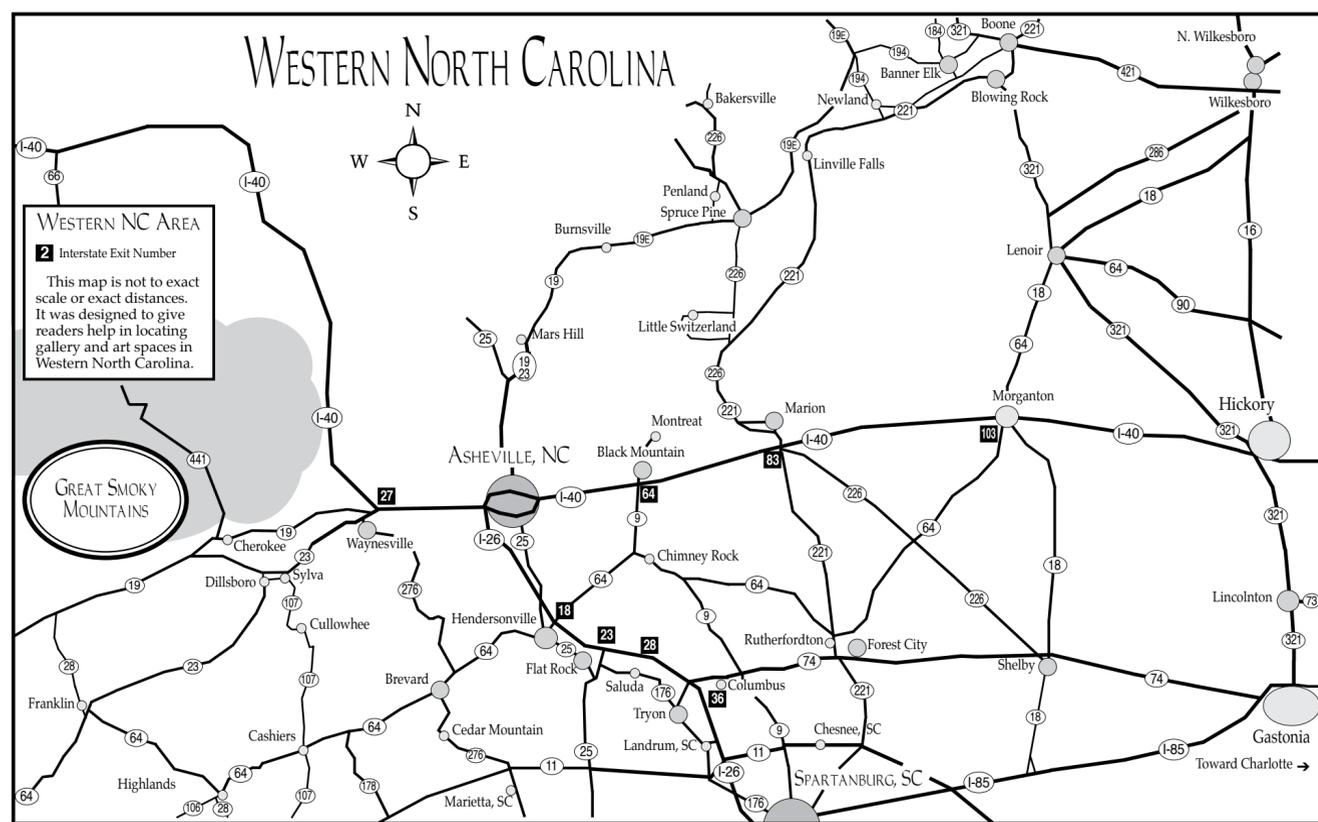 WESTERN NORTH CAROLINA
N
W
E
S
WESTERN NC AREA
2 Interstate Exit Number
This map is not to exact
scale or exact distances.
It was designed to give
readers help in locating
gallery and art spaces in
Western North Carolina.
GREAT SMOKY
MOUNTAINS
I-40
66
I-40
I-40
441
19
Cherokee
27
Waynesville
23
Sylva
Dillsboro
19
107
Cullowhee
107
107
28
23
Franklin
64
64
Highlands
106
28
64
Cashiers
64
178
276
Brevard
64
Cedar Mountain
276
Marietta, SC
11
ASHEVILLE, NC
I-26
25
I-40
25
19
23
Mars Hill
19
Burnsville
19E
Bakersville
226
Penland
Spruce Pine
226
Little Switzerland
226
221
221
Marion
83
Montreat
Black Mountain
64
9
Chimney Rock
64
64
9
Hendersonville
18
25
Flat Rock
23
28
Saluda
176
Tryon
36
Columbus
Landrum, SC
25
I-26
11
176
9
Chesnee, SC
SPARTANBURG, SC
I-85
I-85
221
Rutherfordton
Forest City
74
221
226
226
64
Shelby
18
18
74
I-40
103
Morganton
I-40
64
18
Lenoir
321
Blowing Rock
Boone
321
221
184
194
Banner Elk
19E
194
Newland
221
19E
Linville Falls
421
N. Wilkesboro
Wilkesboro
286
18
16
64
90
321
Hickory
321
321
Lincolnton
73
321
Gastonia
Toward Charlotte →